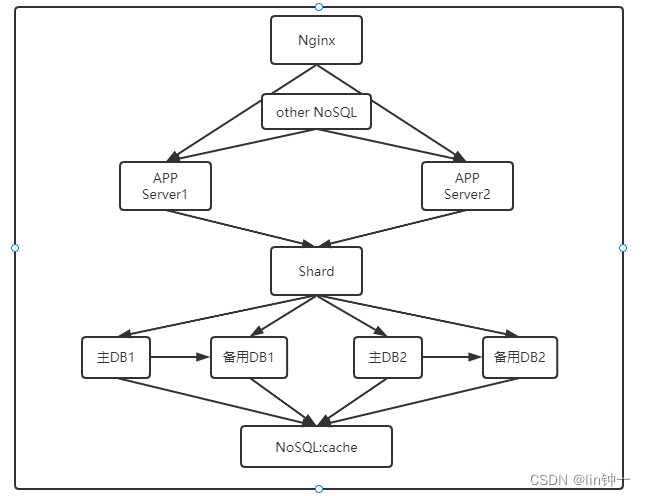 Nginx
other NoSQL
APP
Server1
APP
Server2
Shard
主DB1
备用DB1
主DB2
备用DB2
NoSQL:cache
CSDN @lin钟一